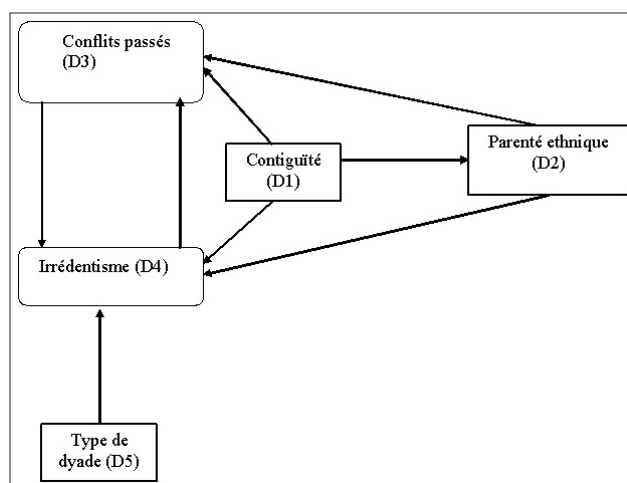 Conflits passés
(D3)
Contiguïté
(D1)
Parenté ethnique
(D2)
Irrédentisme (D4)
Type de
dyade (D5)